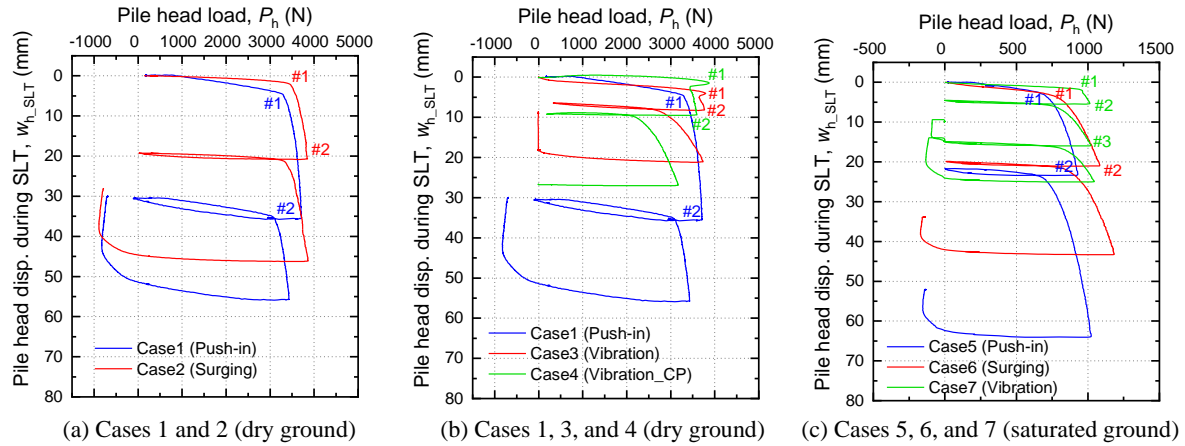 Pile head load, P_h (N)
-1000 0 1000 2000 3000 4000 5000
Pile head disp. during SLT, w_h_SLT (mm)
0
10
20
30
40
50
60
70
80
#1
#1
#2
#2
Case1 (Push-in)
Case2 (Surging)
(a) Cases 1 and 2 (dry ground)
Pile head load, P_h (N)
-1000 0 1000 2000 3000 4000 5000
Pile head disp. during SLT, w_h_SLT (mm)
0
10
20
30
40
50
60
70
80
#1
#1
#1
#2
#2
#2
Case1 (Push-in)
Case3 (Vibration)
Case4 (Vibration_CP)
(b) Cases 1, 3, and 4 (dry ground)
Pile head load, P_h (N)
-500 0 500 1000 1500
Pile head disp. during SLT, w_h_SLT (mm)
0
10
20
30
40
50
60
70
80
#1
#1
#1
#2
#3
#2
#2
Case5 (Push-in)
Case6 (Surging)
Case7 (Vibration)
(c) Cases 5, 6, and 7 (saturated ground)